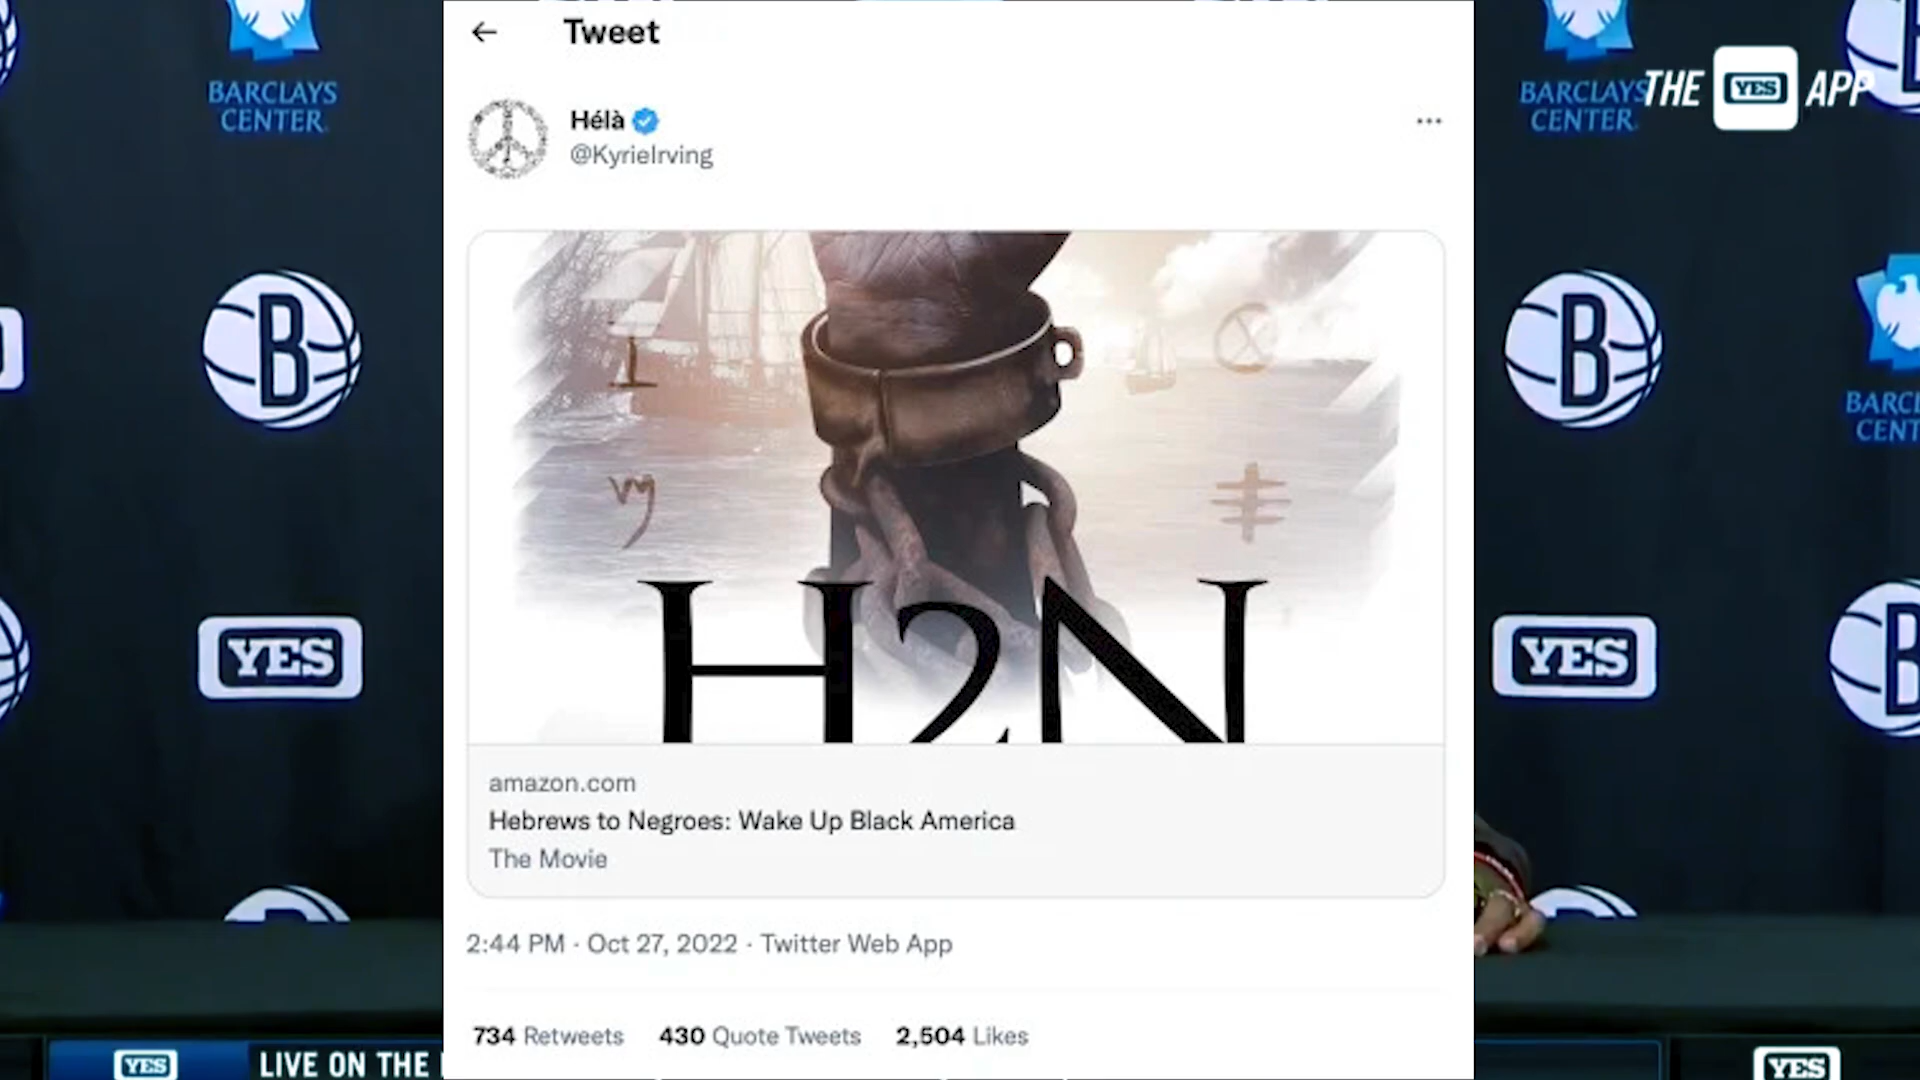 Tweet
Hélà
@KyrieIrving
H2N
amazon.com
Hebrews to Negroes: Wake Up Black America
The Movie
2:44 PM · Oct 27, 2022 · Twitter Web App
734 Retweets 430 Quote Tweets 2,504 Likes
BARCLAYS
CENTER
B
YES
YES
LIVE ON THE
BARCLAYS
CENTER
THE YES APP
B
BARCL
CENT
YES
B
YES